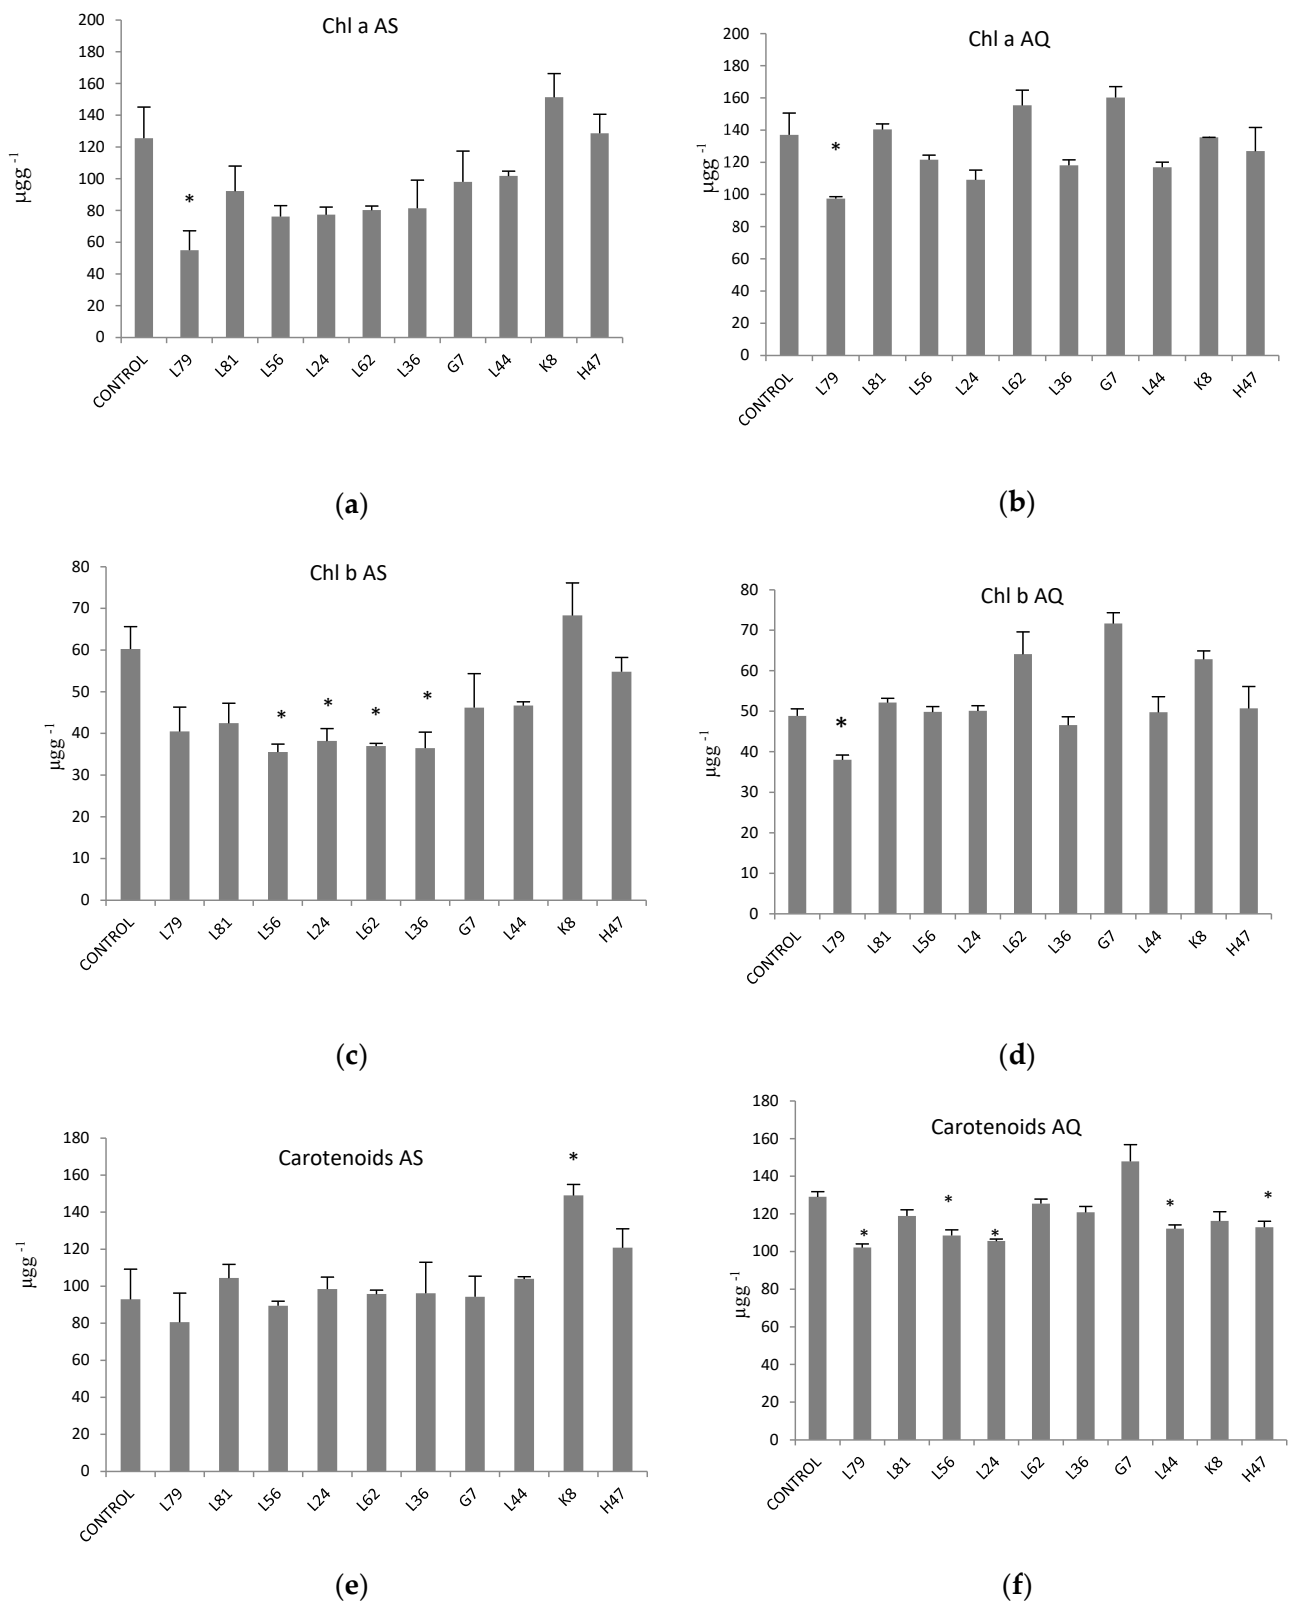 Chl a AS
µgg -1
200
180
160
140
120
100
80
60
40
20
0
*
CONTROL L79 L81 L56 L24 L62 L36 G7 L44 K8 H47
(a)
Chl a AQ
µgg -1
200
180
160
140
120
100
80
60
40
20
0
*
CONTROL L79 L81 L56 L24 L62 L36 G7 L44 K8 H47
(b)
Chl b AS
µgg -1
80
70
60
50
40
30
20
10
0
* * * *
CONTROL L79 L81 L56 L24 L62 L36 G7 L44 K8 H47
(c)
Chl b AQ
µgg -1
80
70
60
50
40
30
20
10
0
*
CONTROL L79 L81 L56 L24 L62 L36 G7 L44 K8 H47
(d)
Carotenoids AS
µgg -1
180
160
140
120
100
80
60
40
20
0
*
CONTROL L79 L81 L56 L24 L62 L36 G7 L44 K8 H47
(e)
Carotenoids AQ
µgg -1
180
160
140
120
100
80
60
40
20
0
* * * * *
CONTROL L79 L81 L56 L24 L62 L36 G7 L44 K8 H47
(f)